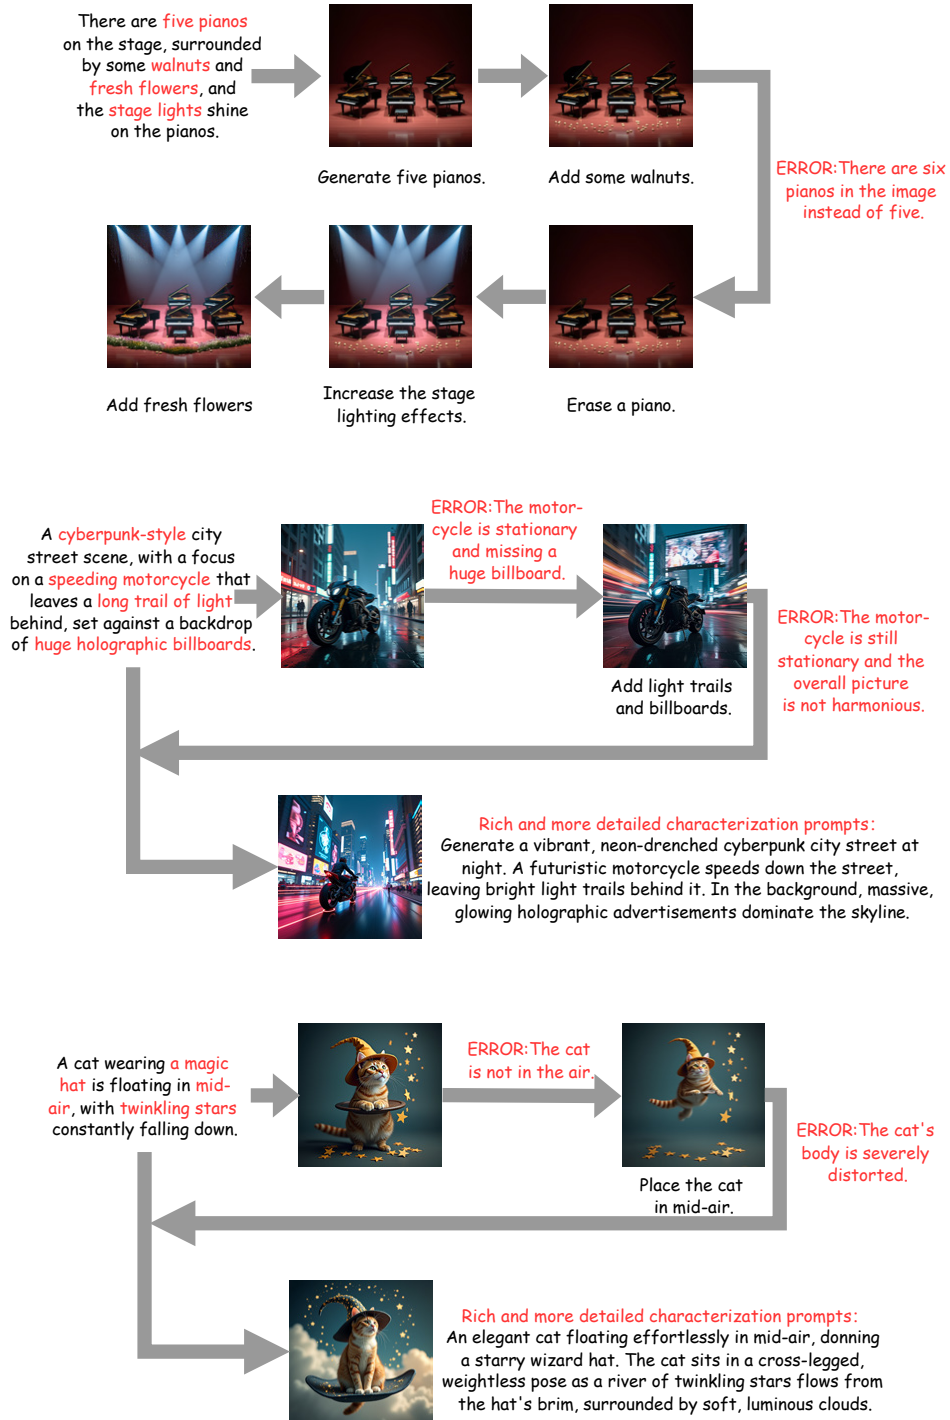 There are five pianos
on the stage, surrounded
by some walnuts and
fresh flowers, and
the stage lights shine
on the pianos.
Generate five pianos.
Add some walnuts.
ERROR:There are six
pianos in the image
instead of five.
Add fresh flowers
Increase the stage
lighting effects.
Erase a piano.
A cyberpunk-style city
street scene, with a focus
on a speeding motorcycle that
leaves a long trail of light
behind, set against a backdrop
of huge holographic billboards.
ERROR:The motor-
cycle is stationary
and missing a
huge billboard.
Add light trails
and billboards.
ERROR:The motor-
cycle is still
stationary and the
overall picture
is not harmonious.
Rich and more detailed characterization prompts:
Generate a vibrant, neon-drenched cyberpunk city street at
night. A futuristic motorcycle speeds down the street,
leaving bright light trails behind it. In the background, massive,
glowing holographic advertisements dominate the skyline.
A cat wearing a magic
hat is floating in mid-
air, with twinkling stars
constantly falling down.
ERROR:The cat
is not in the air.
Place the cat
in mid-air.
ERROR:The cat's
body is severely
distorted.
Rich and more detailed characterization prompts:
An elegant cat floating effortlessly in mid-air, donning
a starry wizard hat. The cat sits in a cross-legged,
weightless pose as a river of twinkling stars flows from
the hat's brim, surrounded by soft, luminous clouds.